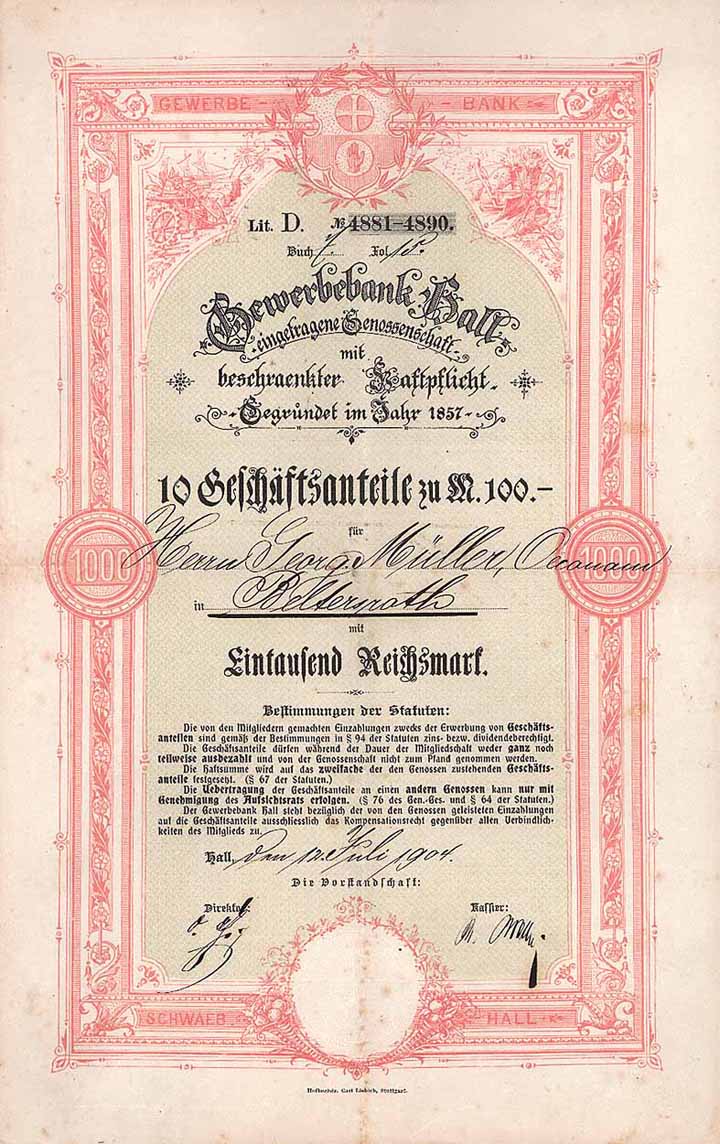 GEWERBE - BANK
Lit. D. № 4881-4890.
Buch 7. Fol. 15.
Gewerbebank Hall
eingetragene Genossenschaft
mit
beschraenkter Haftpflicht.
Gegründet im Jahr 1857
10 Geschäftsanteile zu M. 100.-
für
1000 Herrn Georg Müller, Oeconom 1000
in
mit
Eintausend Reichsmark.
Bestimmungen der Statuten:
Die von den Mitgliedern gemachten Einzahlungen zwecks der Erwerbung von Geschäfts-
anteilen sind gemäß der Bestimmungen in § 94 der Statuten zins- bezw. dividendeberechtigt.
Die Geschäftsanteile dürfen während der Dauer der Mitgliedschaft weder ganz noch
teilweise ausbezahlt und von der Genossenschaft nicht zum Pfand genommen werden.
Die Haftsumme wird auf das zweifache der den Genossen zustehenden Geschäfts-
anteile festgesetzt. (§ 67 der Statuten.)
Die Uebertragung der Geschäftsanteile an einen andern Genossen kann nur mit
Genehmigung des Aufsichtsrats erfolgen. (§ 76 des Gen.-Ges. und § 64 der Statuten.)
Der Gewerbebank Hall steht bezüglich der von den Genossen geleisteten Einzahlungen
auf die Geschäftsanteile ausschliesslich das Kompensationsrecht gegenüber allen Verbindlich-
keiten des Mitglieds zu.
Hall, den 12. Juli 1904.
Die Vorstandschaft:
Direktor: Kassier:
SCHWAEB. HALL
Hofbuchdr. Carl Liebich, Stuttgart.